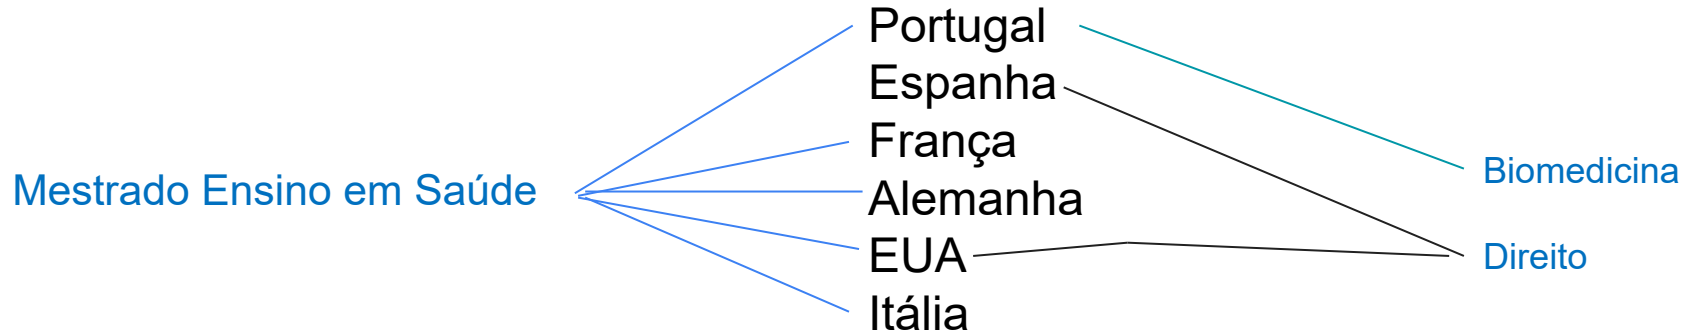 Mestrado Ensino em Saúde
Portugal
Espanha
França
Alemanha
EUA
Itália
Biomedicina
Direito